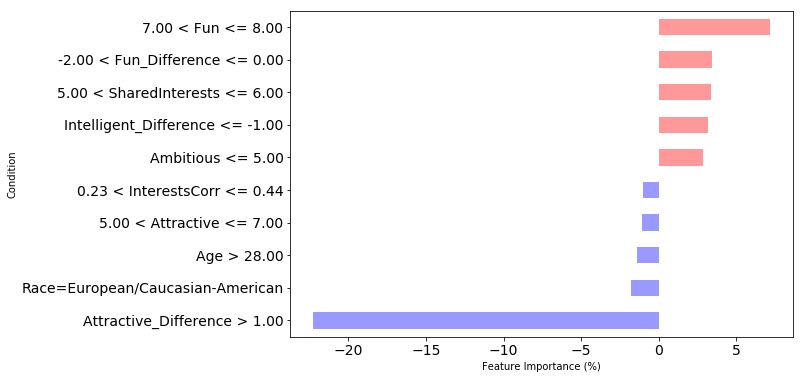 7.00 < Fun <= 8.00
-2.00 < Fun_Difference <= 0.00
5.00 < SharedInterests <= 6.00
Intelligent_Difference <= -1.00
Ambitious <= 5.00
0.23 < InterestsCorr <= 0.44
5.00 < Attractive <= 7.00
Age > 28.00
Race=European/Caucasian-American
Attractive_Difference > 1.00
Condition
−20 −15 −10 −5 0 5
Feature Importance (%)